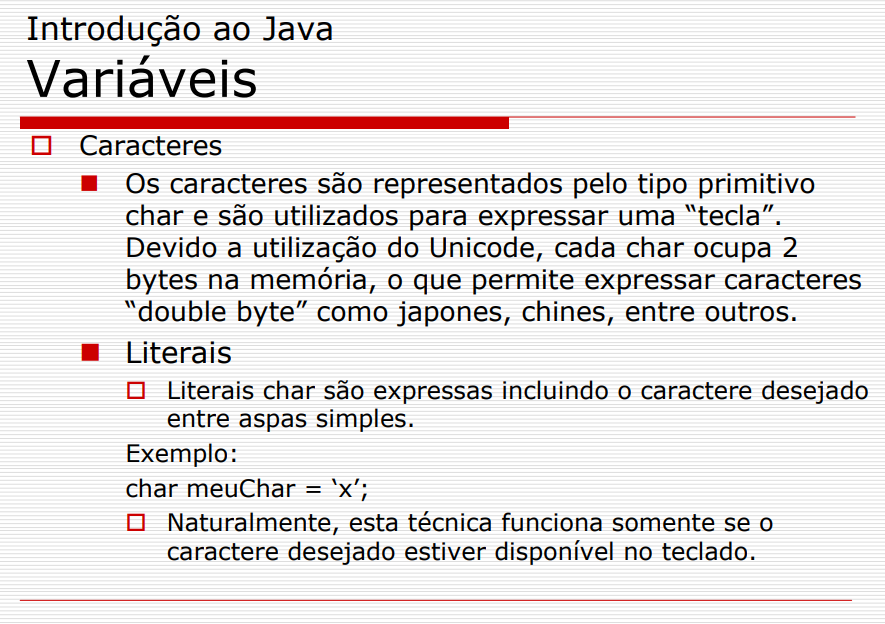 Introdução ao Java
Variáveis
Caracteres
Os caracteres são representados pelo tipo primitivo
char e são utilizados para expressar uma “tecla”.
Devido a utilização do Unicode, cada char ocupa 2
bytes na memória, o que permite expressar caracteres
“double byte” como japones, chines, entre outros.
Literais
Literais char são expressas incluindo o caractere desejado
entre aspas simples.
Exemplo:
char meuChar = ‘x’;
Naturalmente, esta técnica funciona somente se o
caractere desejado estiver disponível no teclado.